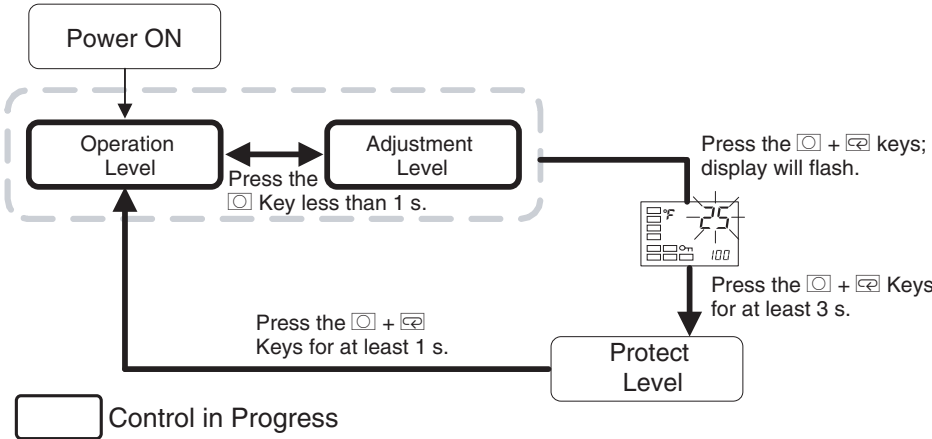 Power ON
Operation
Level
Adjustment
Level
Press the
Key less than 1 s.
Press the + keys;
display will flash.
°F 25
100
Press the + Keys
for at least 3 s.
Press the +
Keys for at least 1 s.
Protect
Level
Control in Progress